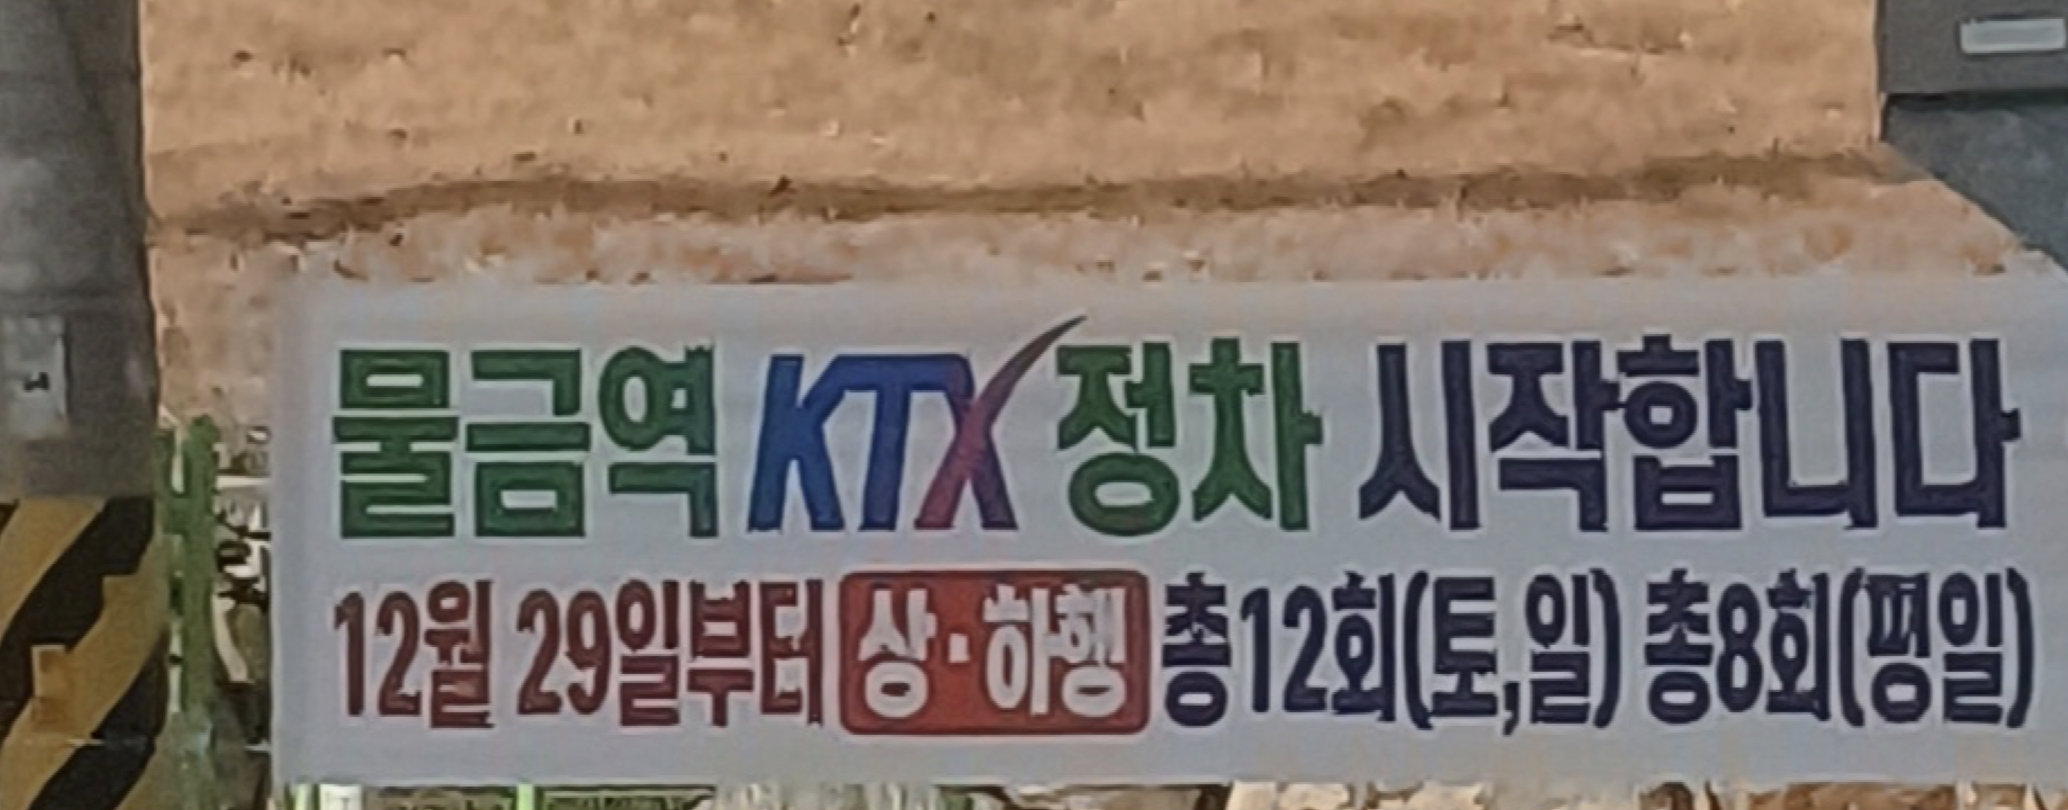 물금역 KTX 정차 시작합니다
12월 29일부터 상·하행 총12회(토,일) 총8회(평일)